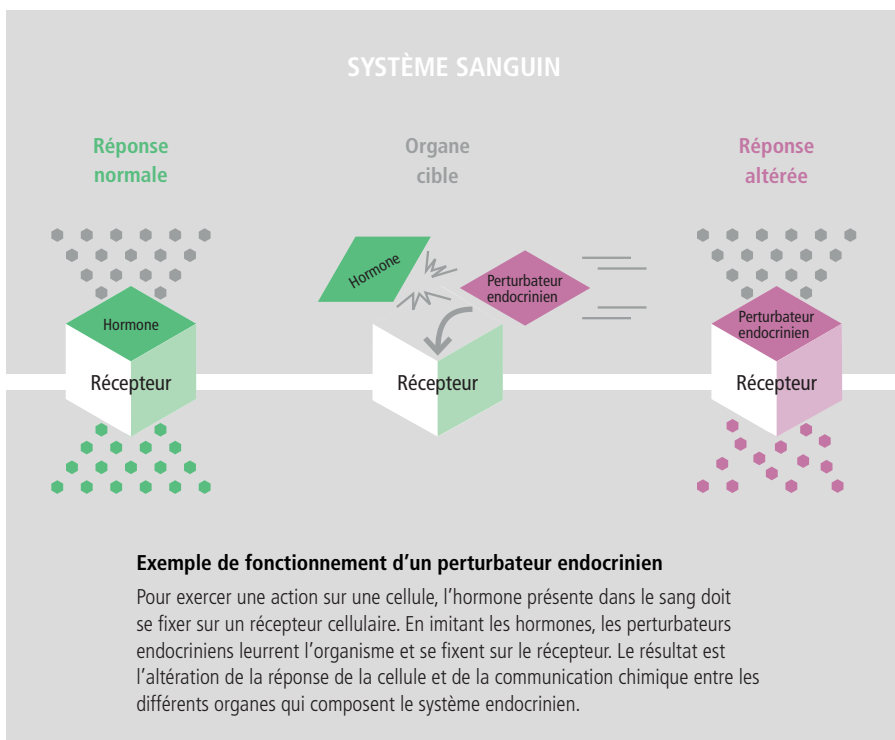 SYSTÈME SANGUIN
Réponse
normale
Organe
cible
Réponse
altérée
Hormone
Récepteur
Hormone
Perturbateur
endocrinien
Récepteur
Perturbateur
endocrinien
Récepteur
Exemple de fonctionnement d’un perturbateur endocrinien
Pour exercer une action sur une cellule, l’hormone présente dans le sang doit
se fixer sur un récepteur cellulaire. En imitant les hormones, les perturbateurs
endocriniens leurrent l’organisme et se fixent sur le récepteur. Le résultat est
l’altération de la réponse de la cellule et de la communication chimique entre les
différents organes qui composent le système endocrinien.